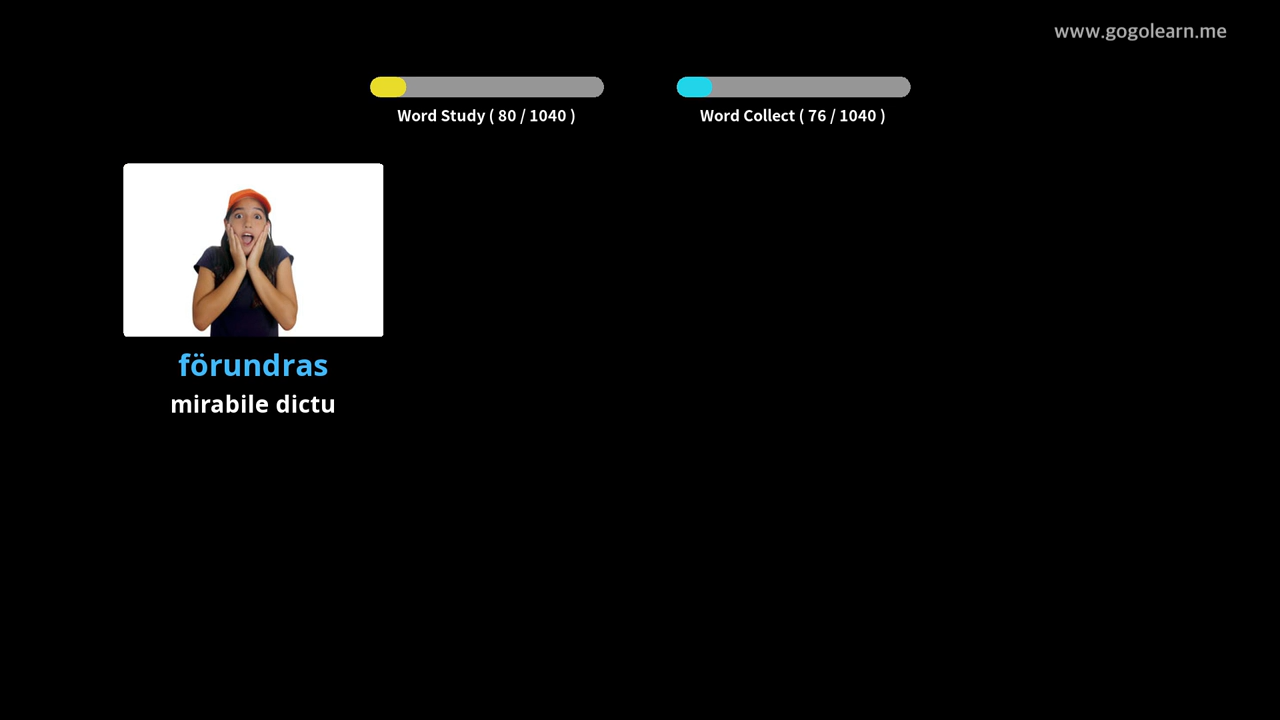 www.gogolearn.me
Word Study ( 80 / 1040 )
Word Collect ( 76 / 1040 )
förundras
mirabile dictu